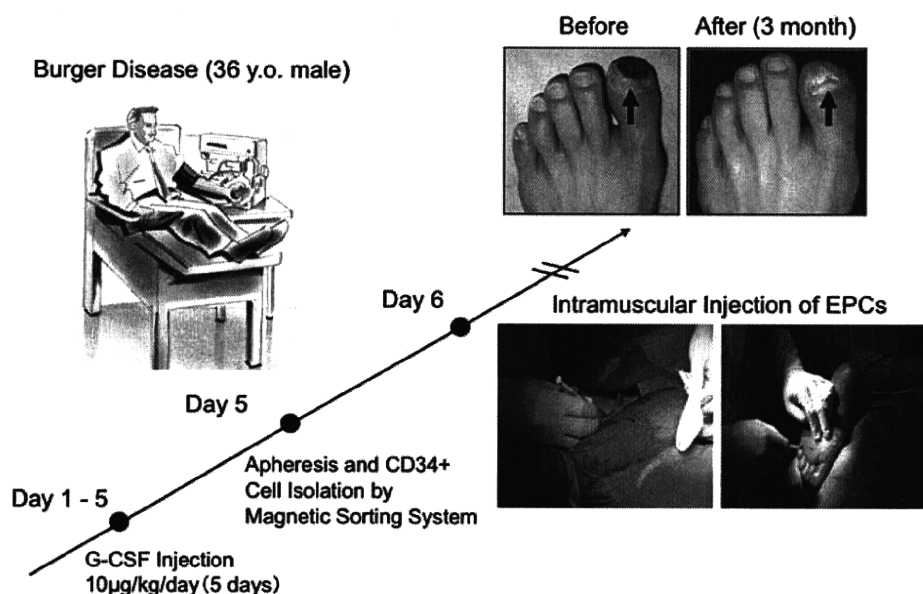 Burger Disease (36 y.o. male)
Before
After (3 month)
Day 6
Intramuscular Injection of EPCs
Day 5
Apheresis and CD34+
Cell Isolation by
Magnetic Sorting System
Day 1 - 5
G-CSF Injection
10μg/kg/day (5 days)